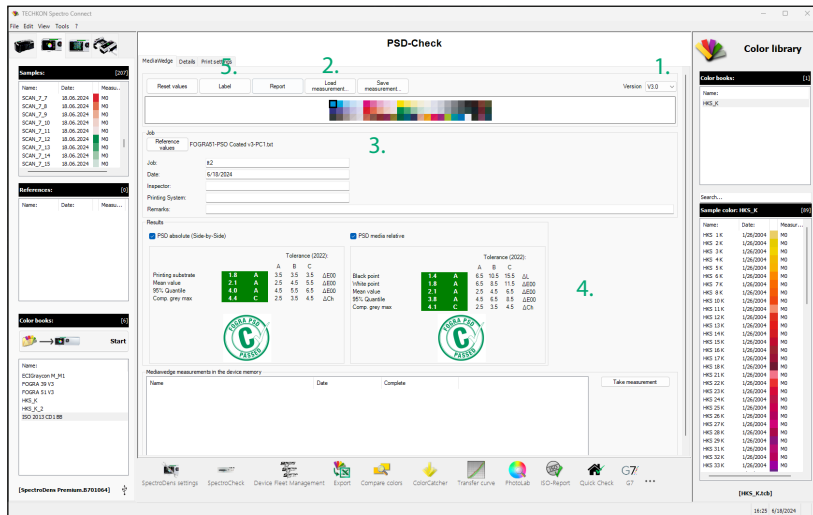 TECHKON Spectro Connect
File Edit View Tools ?
Samples: [207]
Name: Date: Measu...
SCAN_7_7 18.06.2024 M0
SCAN_7_8 18.06.2024 M0
SCAN_7_9 18.06.2024 M0
SCAN_7_10 18.06.2024 M0
SCAN_7_11 18.06.2024 M0
SCAN_7_12 18.06.2024 M0
SCAN_7_13 18.06.2024 M0
SCAN_7_14 18.06.2024 M0
SCAN_7_15 18.06.2024 M0
References: [0]
Name: Date: Measu...
Color books: [6]
Start
Name:
ECIGraycon M_M1
FOGRA 39 V3
FOGRA 51 V3
HKS_K
HKS_K_2
ISO 2013 CD1 BB
[SpectroDens Premium.B701064]
PSD-Check
MediaWedge Details Print settings
5. 2. 1.
Reset values Label Report Load measurement... Save measurement... Version V3.0
Job
Reference values FOGRA51-PSD Coated v3-PC1.txt
3.
Job: tt2
Date: 6/18/2024
Inspector:
Printing System:
Remarks:
Results
PSD absolute (Side-by-Side)
Tolerance (2022):
A B C
Printing substrate 1.8 A 3.5 3.5 3.5 ΔE00
Mean value 2.1 A 2.5 4.5 5.5 ΔE00
95% Quantile 4.0 A 4.5 5.5 6.5 ΔE00
Comp. grey max 4.4 C 2.5 3.5 4.5 ΔCh
FOGRA PSD
C
PASSED
PSD media relative
Tolerance (2022):
A B C
Black point 1.4 A 6.5 10.5 15.5 ΔL
White point 1.8 A 6.5 8.5 11.5 ΔE00
Mean value 2.1 A 2.5 4.5 6.5 ΔE00
95% Quantile 3.8 A 4.5 6.5 8.5 ΔE00
Comp. grey max 4.1 C 2.5 3.5 4.5 ΔCh
FOGRA PSD
C
PASSED
4.
Mediawedge measurements in the device memory
Name Date Complete
Take measurement
SpectroDens settings SpectroCheck Device Fleet Management Export Compare colors ColorCatcher Transfer curve PhotoLab ISO-Report Quick Check G7
G7
Color library
Color books: [1]
Name:
HKS_K
Search...
Sample color: HKS_K [89]
Name: Date: Measur...
HKS 1 K 1/26/2004 M0
HKS 2 K 1/26/2004 M0
HKS 3 K 1/26/2004 M0
HKS 4 K 1/26/2004 M0
HKS 5 K 1/26/2004 M0
HKS 6 K 1/26/2004 M0
HKS 7 K 1/26/2004 M0
HKS 8 K 1/26/2004 M0
HKS 10 K 1/26/2004 M0
HKS 11 K 1/26/2004 M0
HKS 12 K 1/26/2004 M0
HKS 13 K 1/26/2004 M0
HKS 14 K 1/26/2004 M0
HKS 15 K 1/26/2004 M0
HKS 16 K 1/26/2004 M0
HKS 17 K 1/26/2004 M0
HKS 18 K 1/26/2004 M0
HKS 21 K 1/26/2004 M0
HKS 22 K 1/26/2004 M0
HKS 23 K 1/26/2004 M0
HKS 24 K 1/26/2004 M0
HKS 25 K 1/26/2004 M0
HKS 26 K 1/26/2004 M0
HKS 27 K 1/26/2004 M0
HKS 28 K 1/26/2004 M0
HKS 29 K 1/26/2004 M0
HKS 31 K 1/26/2004 M0
HKS 32 K 1/26/2004 M0
HKS 33 K 1/26/2004 M0
[HKS_K.tcb]
16:25 6/18/2024